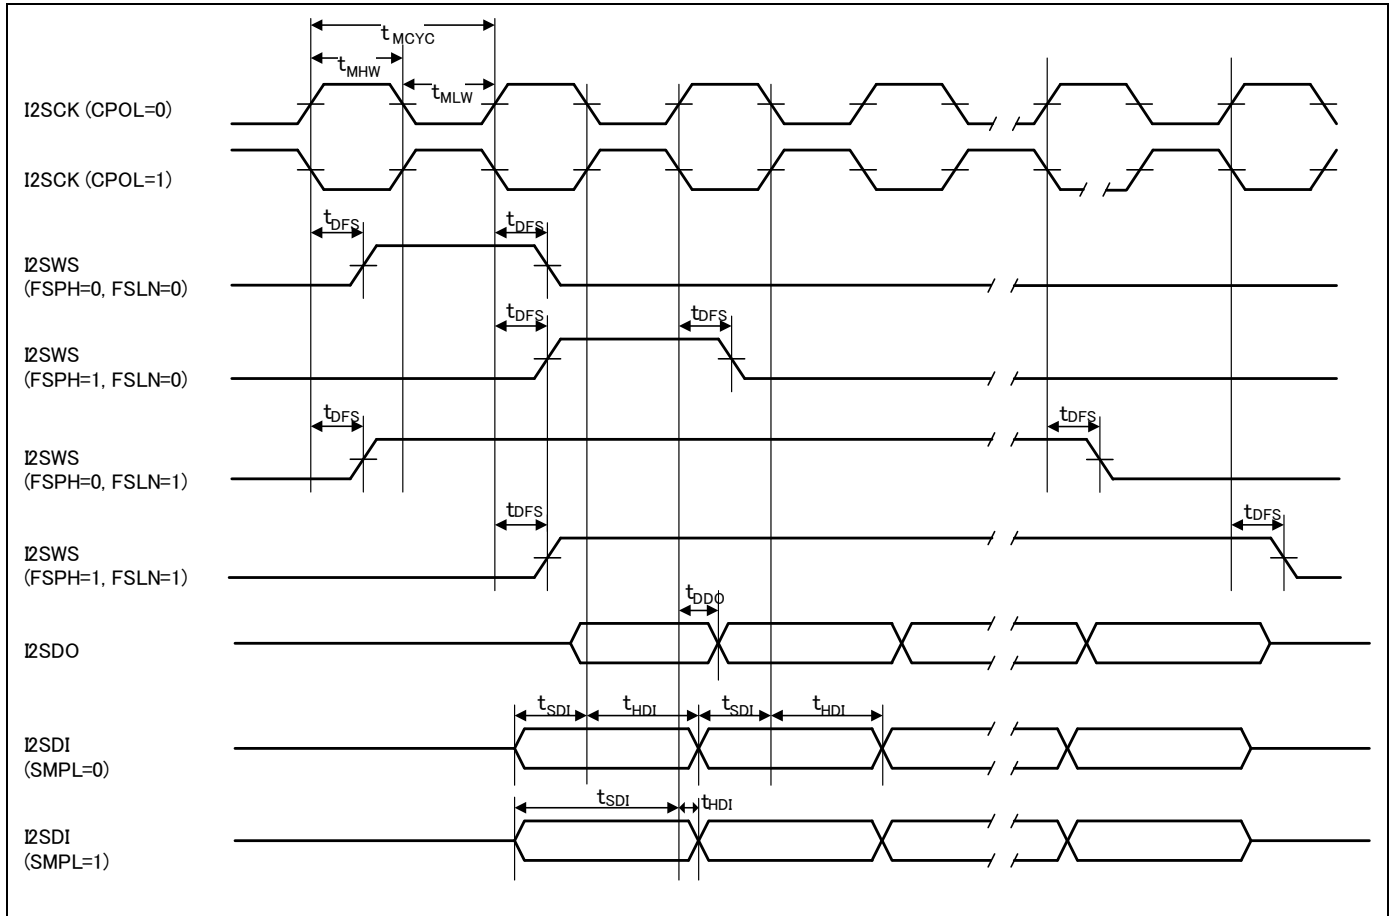 tMCYC
tMHW
tMLW
I2SCK (CPOL=0)
I2SCK (CPOL=1)
tDFS tDFS
I2SWS
(FSPH=0, FSLN=0)
tDFS tDFS
I2SWS
(FSPH=1, FSLN=0)
tDFS tDFS
I2SWS
(FSPH=0, FSLN=1)
tDFS tDFS
I2SWS
(FSPH=1, FSLN=1)
tDDO
I2SDO
tSDI tHDI tSDI tHDI
I2SDI
(SMPL=0)
tSDI tHDI
I2SDI
(SMPL=1)